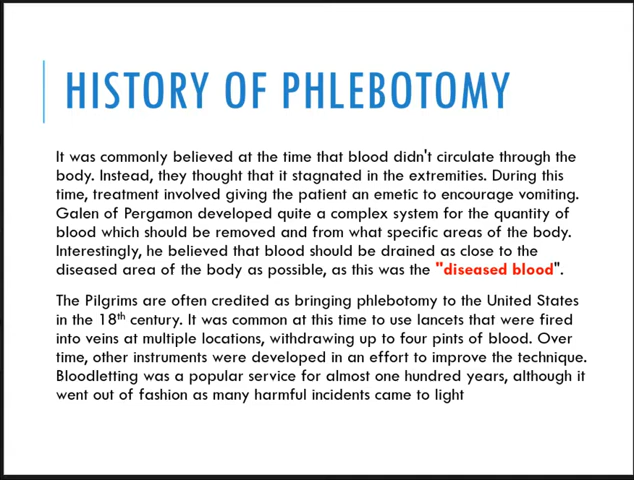 HISTORY OF PHLEBOTOMY
It was commonly believed at the time that blood didn't circulate through the
body. Instead, they thought that it stagnated in the extremities. During this
time, treatment involved giving the patient an emetic to encourage vomiting.
Galen of Pergamon developed quite a complex system for the quantity of
blood which should be removed and from what specific areas of the body.
Interestingly, he believed that blood should be drained as close to the
diseased area of the body as possible, as this was the "diseased blood".
The Pilgrims are often credited as bringing phlebotomy to the United States
in the 18th century. It was common at this time to use lancets that were fired
into veins at multiple locations, withdrawing up to four pints of blood. Over
time, other instruments were developed in an effort to improve the technique.
Bloodletting was a popular service for almost one hundred years, although it
went out of fashion as many harmful incidents came to light